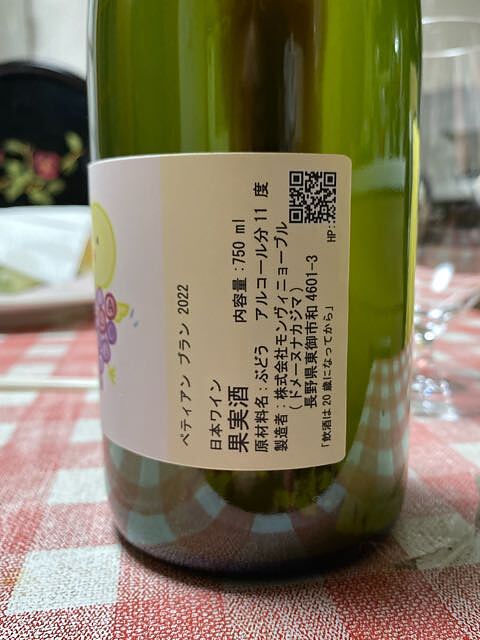 ペティアン ブラン 2022
日本ワイン
果実酒 内容量:750 ml
原材料名:ぶどう アルコール分 11 度
製造者:株式会社モンヴィニョーブル
(ドメーヌナカジマ)
長野県東御市和 4601-3
「飲酒は 20 歳になってから」
HP: